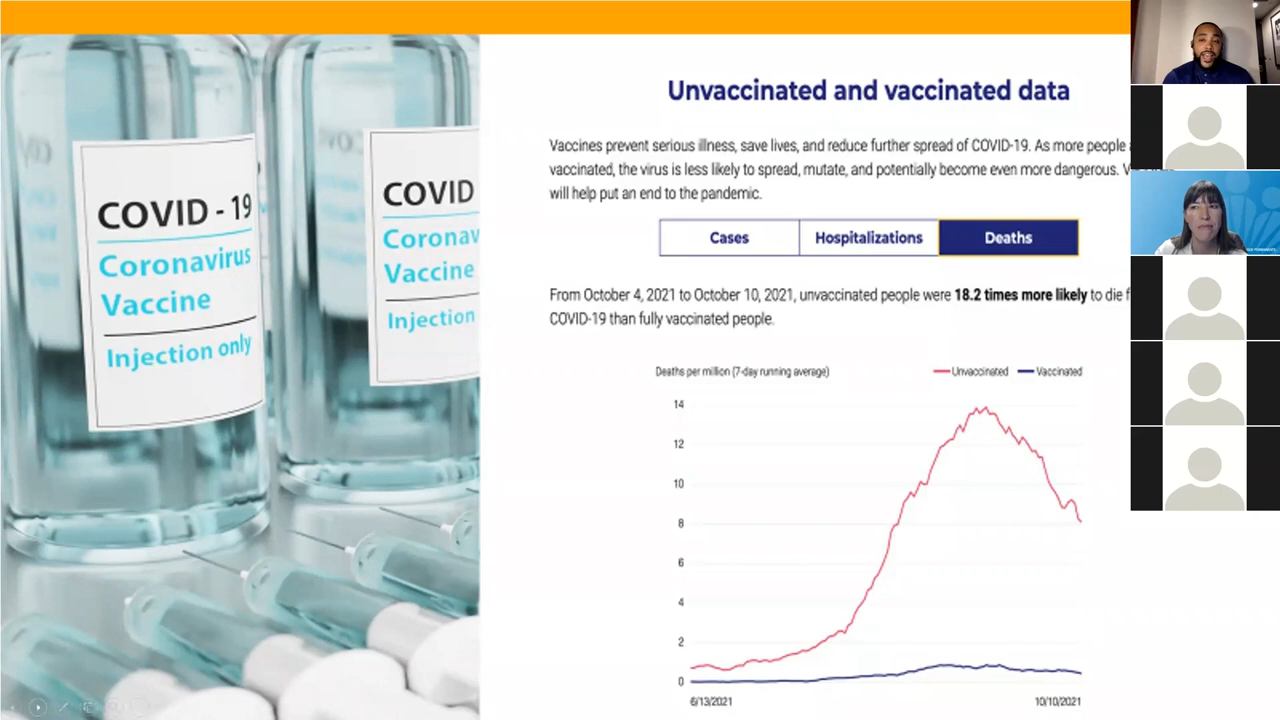 COVID - 19
Coronavirus
Vaccine
Injection only
COVID
Coronav
Vaccine
Injection
Unvaccinated and vaccinated data
Vaccines prevent serious illness, save lives, and reduce further spread of COVID-19. As more people
vaccinated, the virus is less likely to spread, mutate, and potentially become even more dangerous.
will help put an end to the pandemic.
Cases
Hospitalizations
Deaths
From October 4, 2021 to October 10, 2021, unvaccinated people were 18.2 times more likely to die
COVID-19 than fully vaccinated people.
Deaths per million (7-day running average)
Unvaccinated
Vaccinated
14
12
10
8
6
4
2
0
6/13/2021
10/10/2021